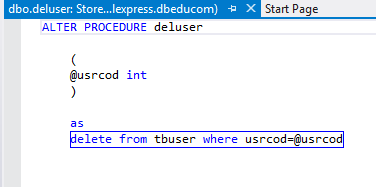 dbo.deluser: Store...lexpress.dbeducom) Start Page
ALTER PROCEDURE deluser
(
@usrcod int
)
as
delete from tbuser where usrcod=@usrcod